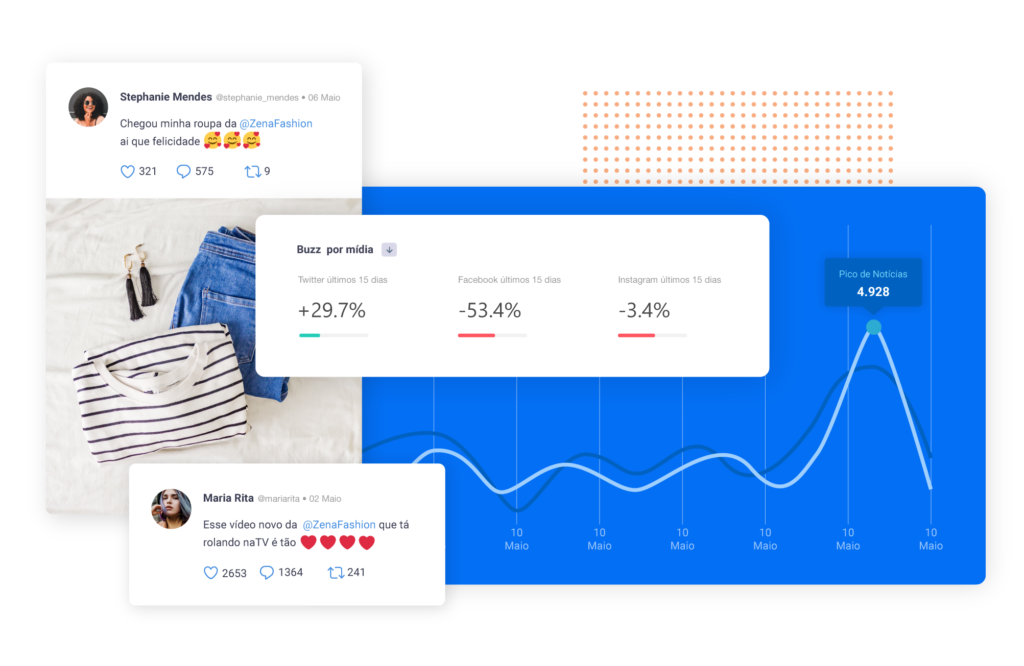 Stephanie Mendes @stephanie_mendes • 06 Maio
Chegou minha roupa da @ZenaFashion
ai que felicidade 🥰🥰🥰
321 575 9
Buzz por mídia ↓
Twitter últimos 15 dias
+29.7%
Facebook últimos 15 dias
-53.4%
Instagram últimos 15 dias
-3.4%
Pico de Notícias
4.928
Maria Rita @mariarita • 02 Maio
Esse vídeo novo da @ZenaFashion que tá
rolando naTV é tão ❤️❤️❤️❤️
2653 1364 241
10
Maio
10
Maio
10
Maio
10
Maio
10
Maio
10
Maio